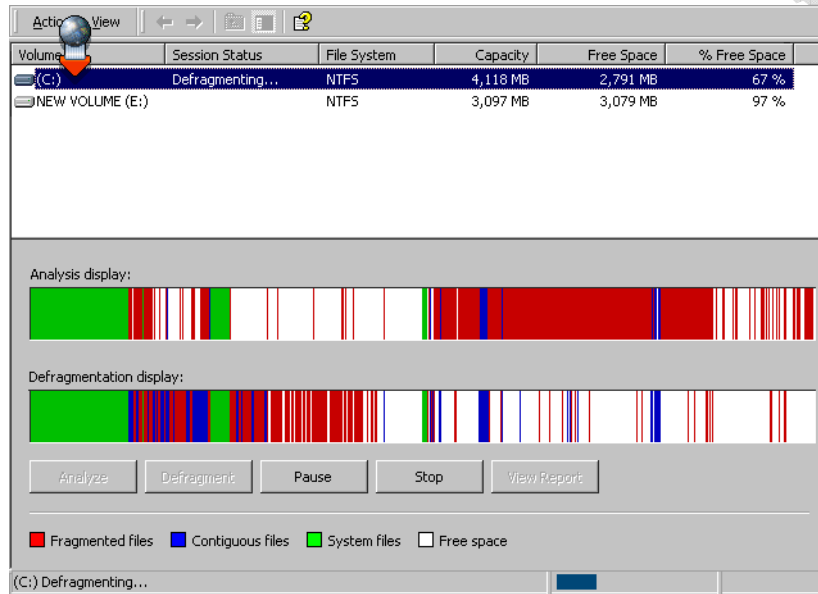 Action View
Volume Session Status File System Capacity Free Space % Free Space
(C:) Defragmenting... NTFS 4,118 MB 2,791 MB 67 %
NEW VOLUME (E:) NTFS 3,097 MB 3,079 MB 97 %
Analysis display:
Defragmentation display:
Analyze Defragment Pause Stop View Report
Fragmented files Contiguous files System files Free space
(C:) Defragmenting...